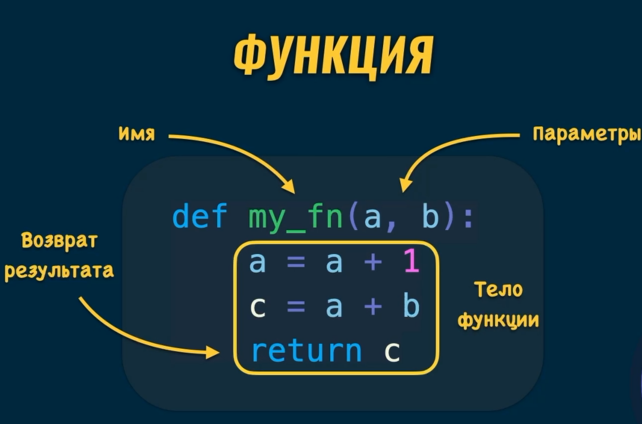 ФУНКЦИЯ
Имя
Параметры
def my_fn(a, b):
Возврат
результата
a = a + 1
c = a + b
return c
Тело
функции